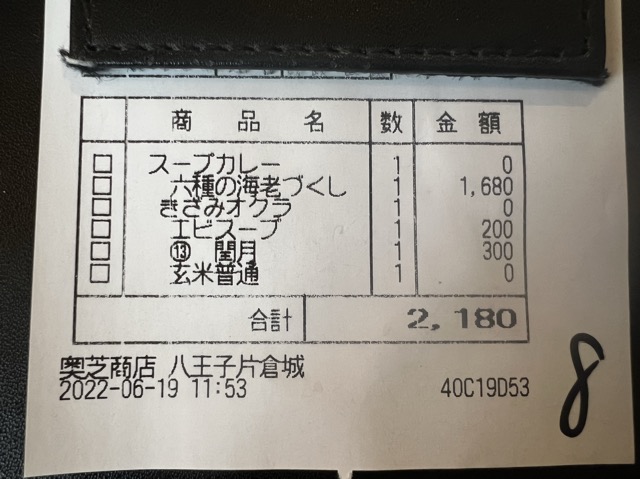 商品名 数 金額
□ スープカレー 1 0
□ 六種の海老づくし 1 1,680
□ きざみオクラ 1 0
□ エビスープ 1 200
□ ⑬ 閏月 1 300
□ 玄米普通 1 0
合計 2,180
奥芝商店 八王子片倉城
2022-06-19 11:53 40C19D53
8